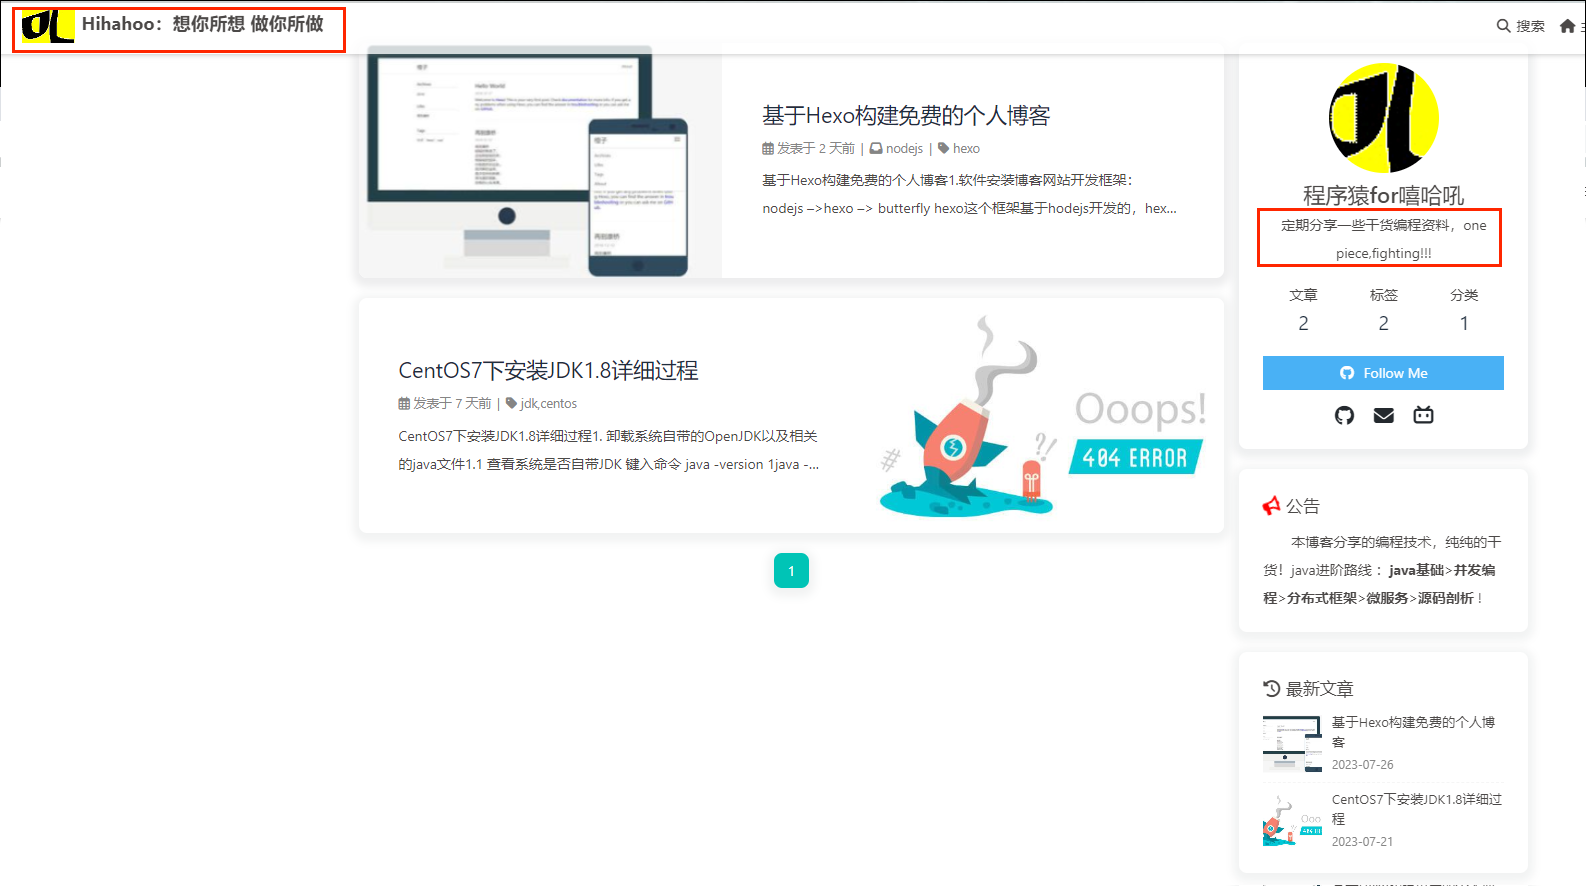 Hihahoo：想你所想 做你所做
搜索
基于Hexo构建免费的个人博客
发表于 2 天前 | nodejs | hexo
基于Hexo构建免费的个人博客1.软件安装博客网站开发框架：
nodejs –>hexo –> butterfly hexo这个框架基于hodejs开发的，hex...
CentOS7下安装JDK1.8详细过程
发表于 7 天前 | jdk,centos
CentOS7下安装JDK1.8详细过程1. 卸载系统自带的OpenJDK以及相关
的java文件1.1 查看系统是否自带JDK 键入命令 java -version 1java -...
Ooops!
404 ERROR
1
程序猿for嘻哈吼
定期分享一些干货编程资料，one
piece,fighting!!!
文章 标签 分类
2 2 1
Follow Me
公告
本博客分享的编程技术，纯纯的干
货！java进阶路线 : java基础>并发编
程>分布式框架>微服务>源码剖析 !
最新文章
基于Hexo构建免费的个人博
客
2023-07-26
CentOS7下安装JDK1.8详细过
程
2023-07-21